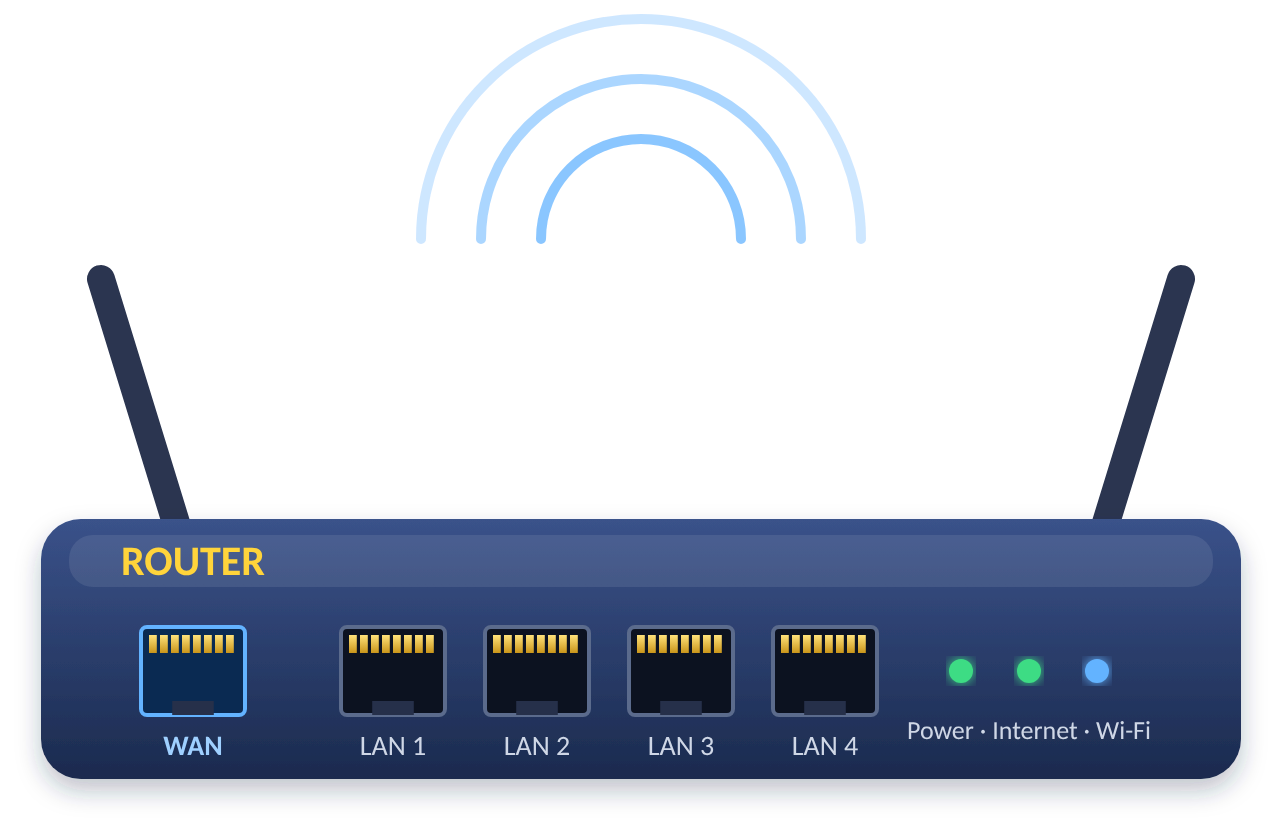 ROUTER
WAN
LAN 1
LAN 2
LAN 3
LAN 4
Power · Internet · Wi-Fi